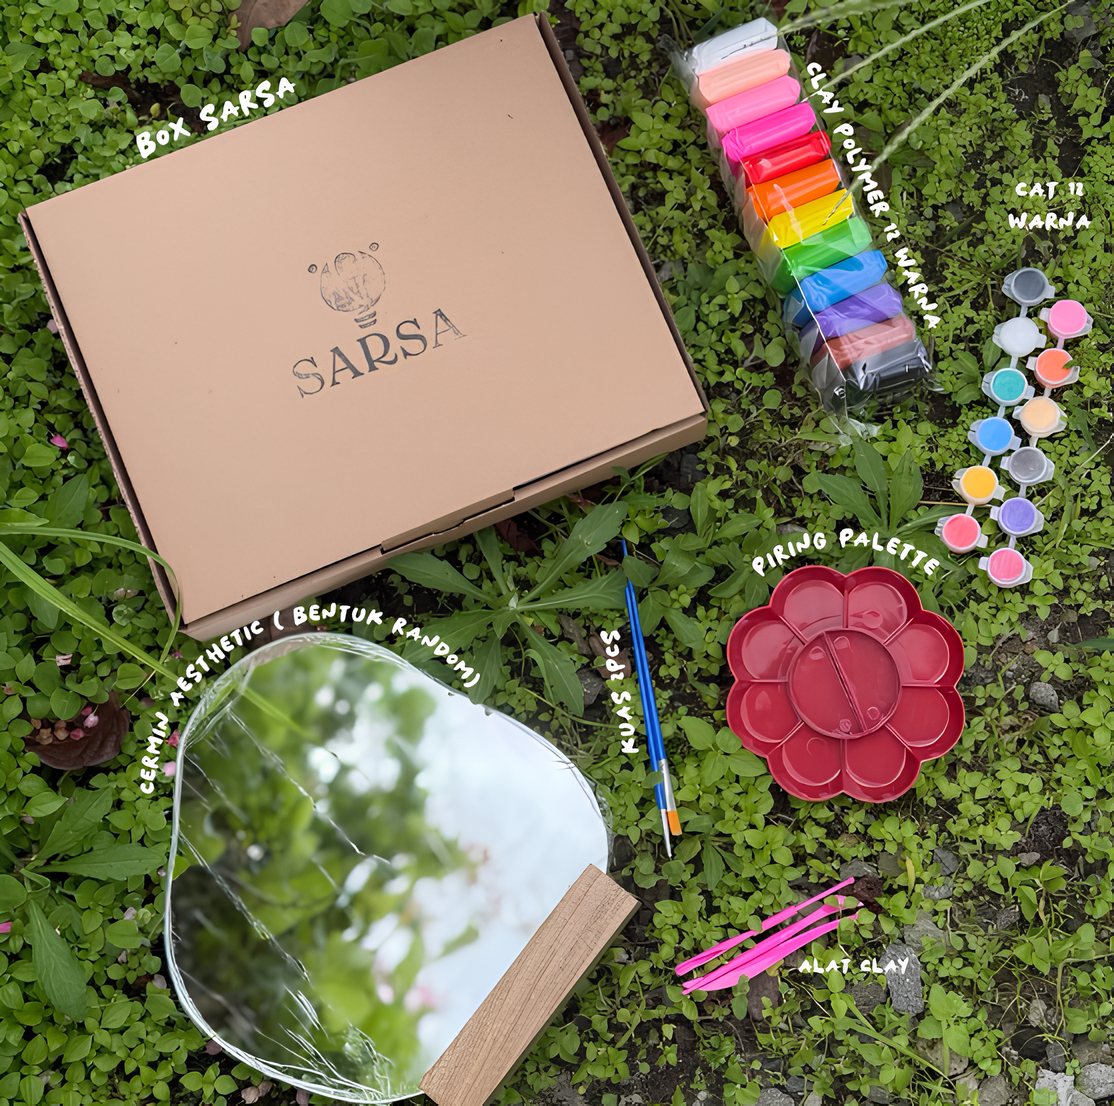 BOX SARSA
CLAY POLYMER 12 WARNA
CAT 12
WARNA
SARSA
PIRING PALETTE
CERMIN AESTHETIC ( BENTUK RANDOM)
KUAS 2PCS
ALAT CLAY